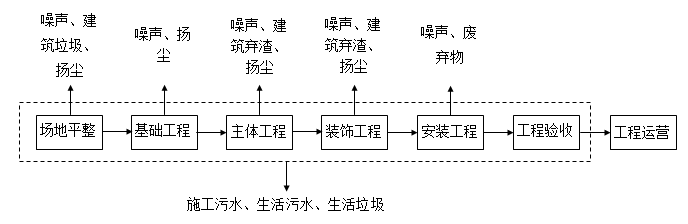 噪声、建
筑垃圾、
扬尘
噪声、扬
尘
噪声、建
筑弃渣、
扬尘
噪声、建
筑弃渣、
扬尘
噪声、废
弃物
场地平整
基础工程
主体工程
装饰工程
安装工程
工程验收
工程运营
施工污水、生活污水、生活垃圾